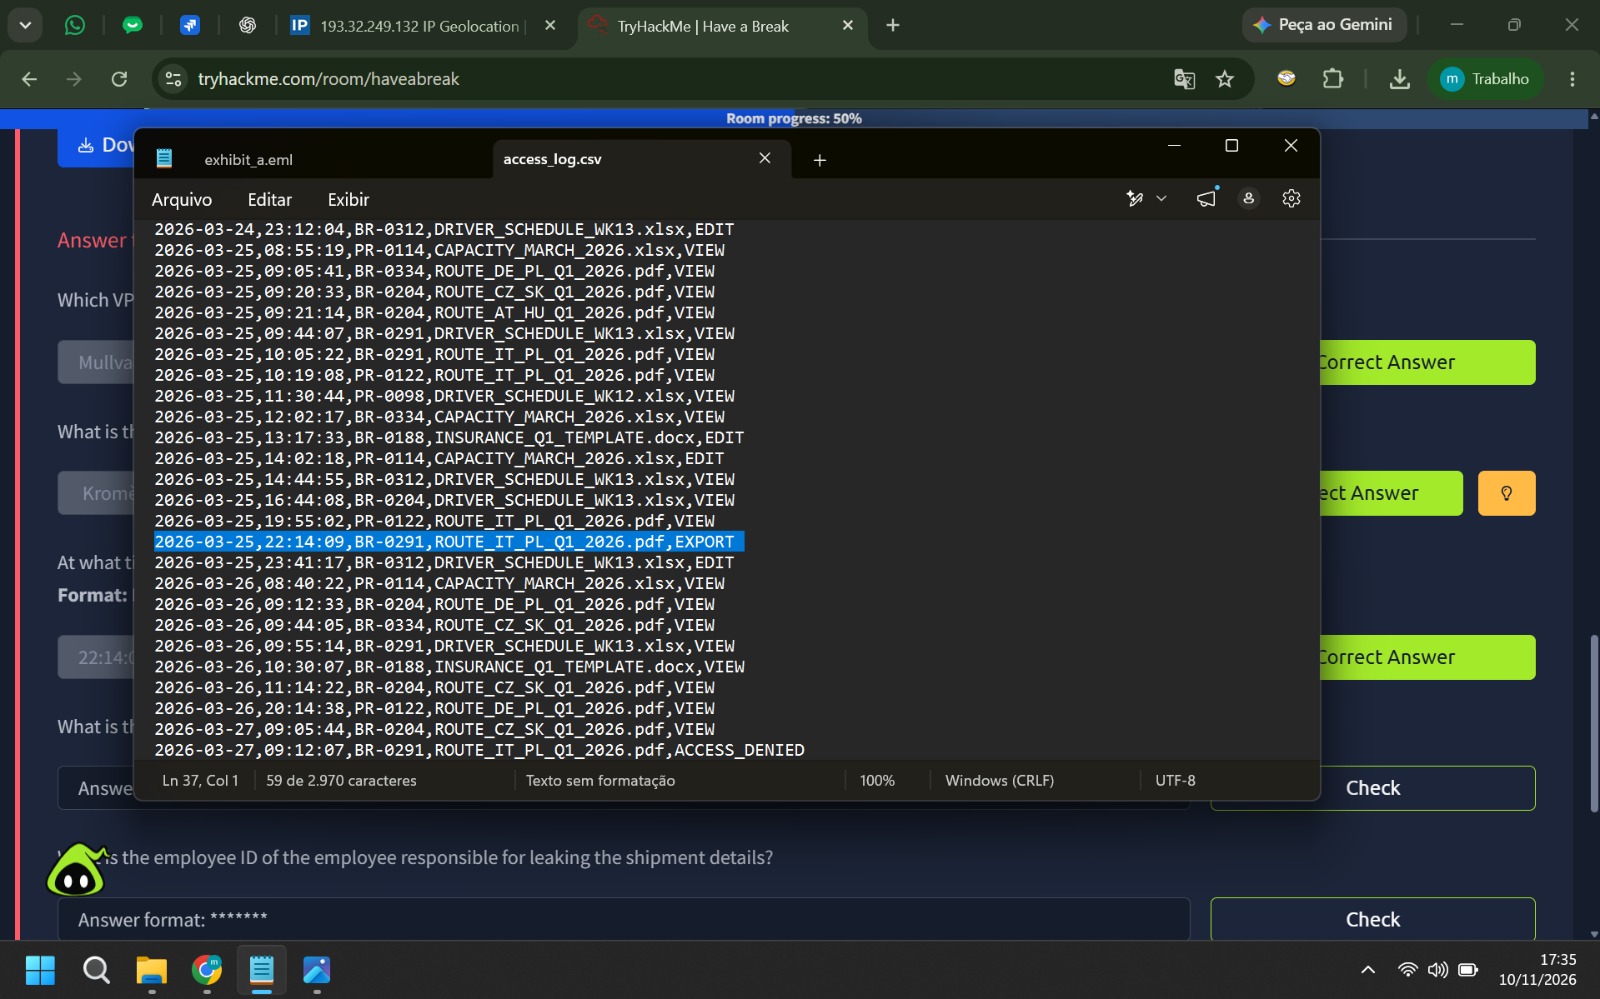 193.32.249.132 IP Geolocation
TryHackMe | Have a Break
Peça ao Gemini
tryhackme.com/room/haveabreak
m Trabalho
Room progress: 50%
Dow
exhibit_a.eml
access_log.csv
Arquivo Editar Exibir
Answer
2026-03-24,23:12:04,BR-0312,DRIVER_SCHEDULE_WK13.xlsx,EDIT
2026-03-25,08:55:19,PR-0114,CAPACITY_MARCH_2026.xlsx,VIEW
2026-03-25,09:05:41,BR-0334,ROUTE_DE_PL_Q1_2026.pdf,VIEW
2026-03-25,09:20:33,BR-0204,ROUTE_CZ_SK_Q1_2026.pdf,VIEW
2026-03-25,09:21:14,BR-0204,ROUTE_AT_HU_Q1_2026.pdf,VIEW
2026-03-25,09:44:07,BR-0291,DRIVER_SCHEDULE_WK13.xlsx,VIEW
2026-03-25,10:05:22,BR-0291,ROUTE_IT_PL_Q1_2026.pdf,VIEW
2026-03-25,10:19:08,PR-0122,ROUTE_IT_PL_Q1_2026.pdf,VIEW
2026-03-25,11:30:44,PR-0098,DRIVER_SCHEDULE_WK12.xlsx,VIEW
2026-03-25,12:02:17,BR-0334,CAPACITY_MARCH_2026.xlsx,VIEW
2026-03-25,13:17:33,BR-0188,INSURANCE_Q1_TEMPLATE.docx,EDIT
2026-03-25,14:02:18,PR-0114,CAPACITY_MARCH_2026.xlsx,EDIT
2026-03-25,14:44:55,BR-0312,DRIVER_SCHEDULE_WK13.xlsx,VIEW
2026-03-25,16:44:08,BR-0204,DRIVER_SCHEDULE_WK13.xlsx,VIEW
2026-03-25,19:55:02,PR-0122,ROUTE_IT_PL_Q1_2026.pdf,VIEW
2026-03-25,22:14:09,BR-0291,ROUTE_IT_PL_Q1_2026.pdf,EXPORT
2026-03-25,23:41:17,BR-0312,DRIVER_SCHEDULE_WK13.xlsx,EDIT
2026-03-26,08:40:22,PR-0114,CAPACITY_MARCH_2026.xlsx,VIEW
2026-03-26,09:12:33,BR-0204,ROUTE_DE_PL_Q1_2026.pdf,VIEW
2026-03-26,09:44:05,BR-0334,ROUTE_CZ_SK_Q1_2026.pdf,VIEW
2026-03-26,09:55:14,BR-0291,DRIVER_SCHEDULE_WK13.xlsx,VIEW
2026-03-26,10:30:07,BR-0188,INSURANCE_Q1_TEMPLATE.docx,VIEW
2026-03-26,11:14:22,BR-0204,ROUTE_CZ_SK_Q1_2026.pdf,VIEW
2026-03-26,20:14:38,PR-0122,ROUTE_DE_PL_Q1_2026.pdf,VIEW
2026-03-27,09:05:44,BR-0204,ROUTE_CZ_SK_Q1_2026.pdf,VIEW
2026-03-27,09:12:07,BR-0291,ROUTE_IT_PL_Q1_2026.pdf,ACCESS_DENIED
Ln 37, Col 1 59 de 2.970 caracteres Texto sem formatação 100% Windows (CRLF) UTF-8
Which VP
Mullva
Correct Answer
What is th
Kromě
ect Answer
At what ti
Format:
22:14:0
Correct Answer
What is th
Answe
Check
is the employee ID of the employee responsible for leaking the shipment details?
Answer format: *******
Check
17:35
10/11/2026